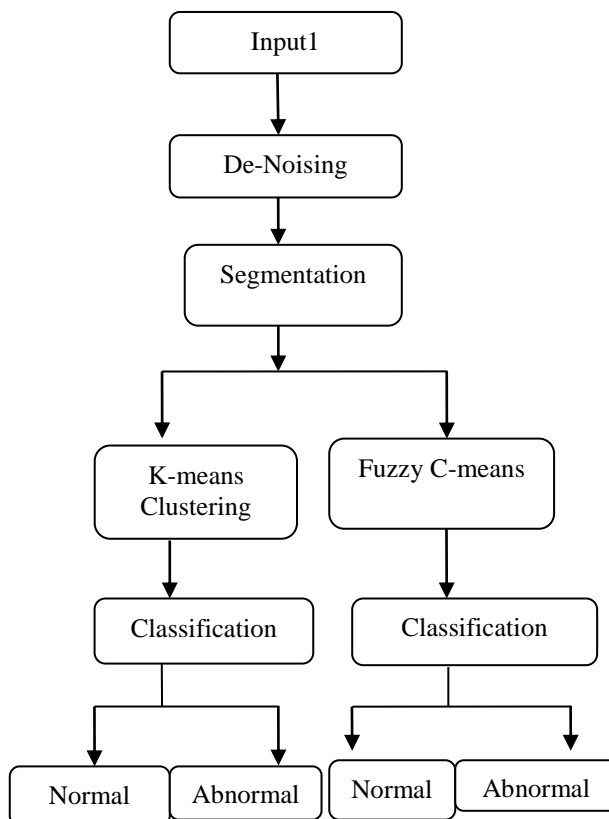 Input1
De-Noising
Segmentation
K-means
Clustering
Fuzzy C-means
Classification
Classification
Normal
Abnormal
Normal
Abnormal